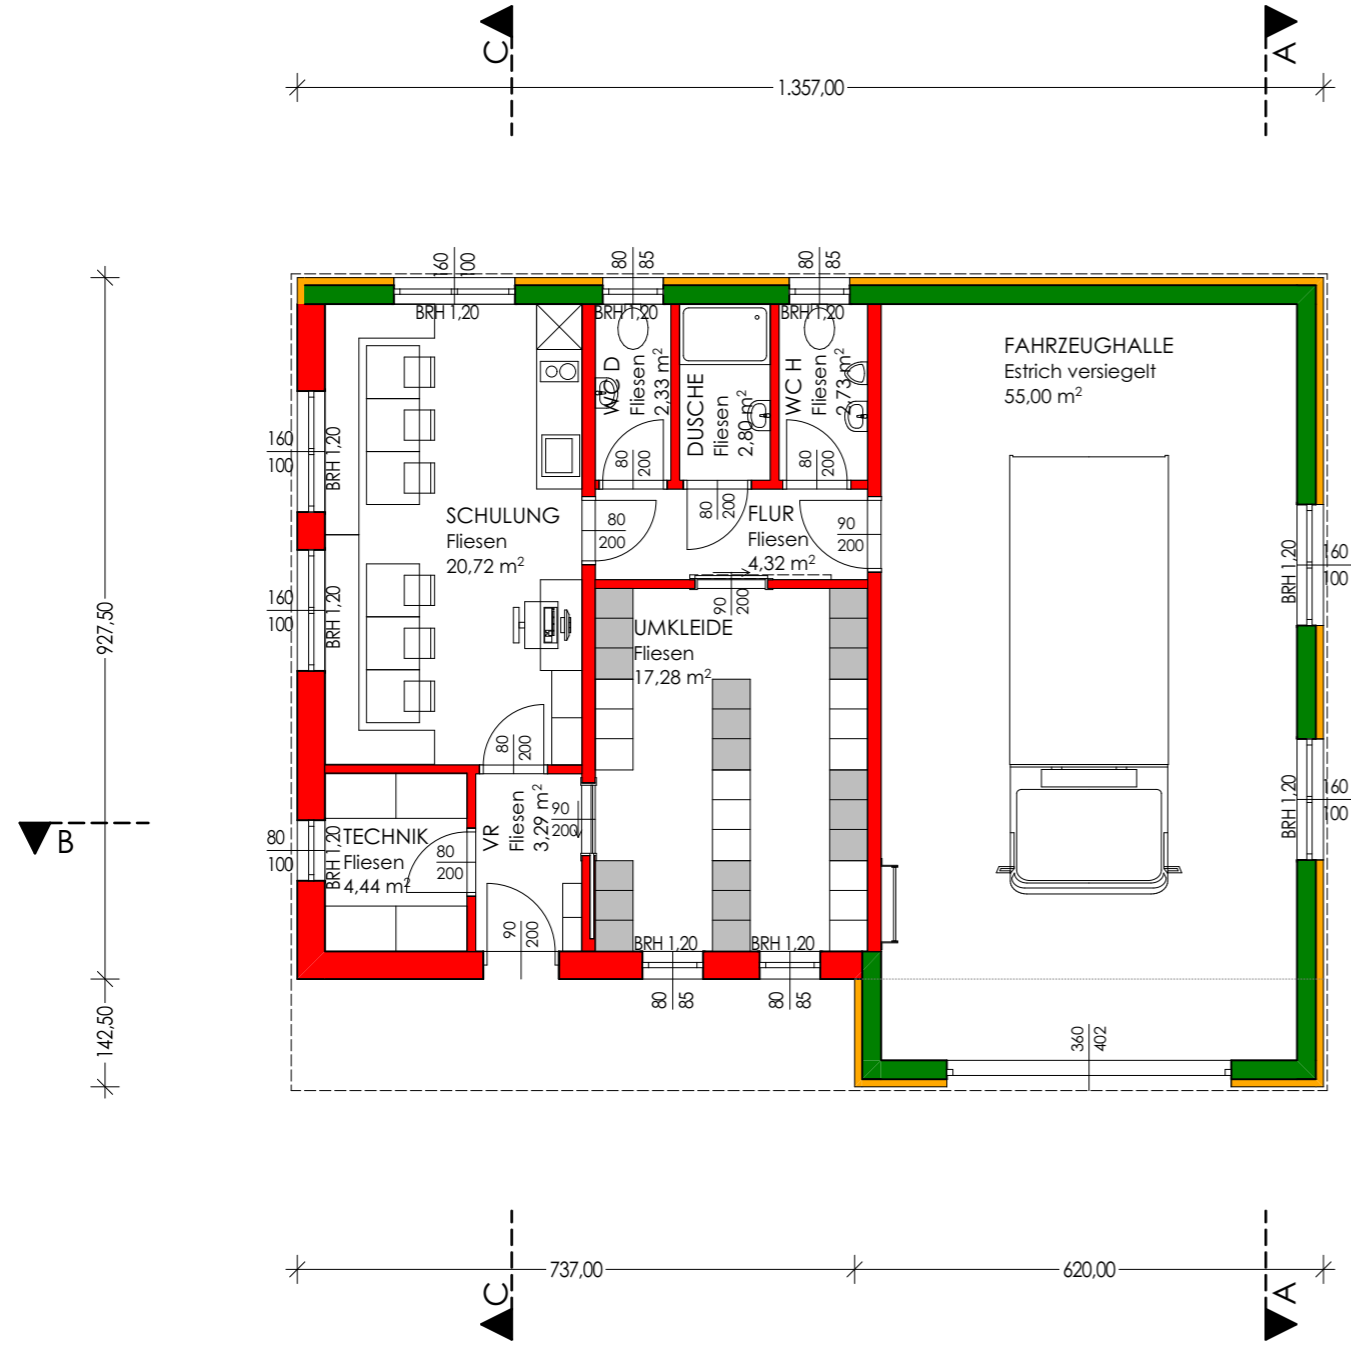 C
A
1.357,00
160
100
80
85
80
85
BRH 1,20
BRH 1,20
BRH 1,20
FAHRZEUGHALLE
Estrich versiegelt
55,00 m²
WC D
Fliesen
2,33 m²
DUSCHE
Fliesen
2,80 m²
WC H
Fliesen
2,73 m²
160
100
BRH 1,20
80
200
80
200
80
200
SCHULUNG
Fliesen
20,72 m²
80
200
FLUR
Fliesen
4,32 m²
90
200
BRH 1,20
160
100
160
100
BRH 1,20
90
200
927,50
UMKLEIDE
Fliesen
17,28 m²
80
200
VR
Fliesen
3,29 m²
90
200
BRH 1,20
160
100
B
80
100
BRH 1,20
TECHNIK
Fliesen
4,44 m²
80
200
90
200
BRH 1,20
BRH 1,20
80
85
80
85
142,50
360
402
737,00
620,00
C
A